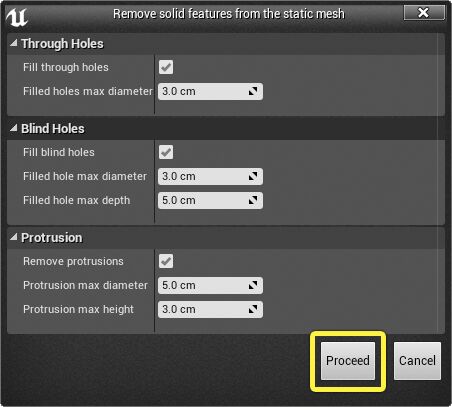 Remove solid features from the static mesh
Through Holes
Fill through holes
Filled holes max diameter 3.0 cm
Blind Holes
Fill blind holes
Filled hole max diameter 3.0 cm
Filled hole max depth 5.0 cm
Protrusion
Remove protrusions
Protrusion max diameter 5.0 cm
Protrusion max height 3.0 cm
Proceed Cancel